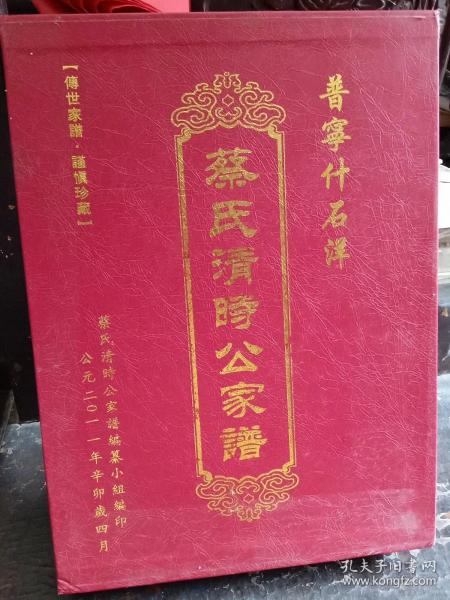 普寧什石洋
蔡氏清時公家譜
【傳世家譜·謹慎珍藏】
蔡氏清時公家譜編纂小組編印
公元二〇一一年辛卯歲四月
孔夫子旧书网
www.kongfz.com